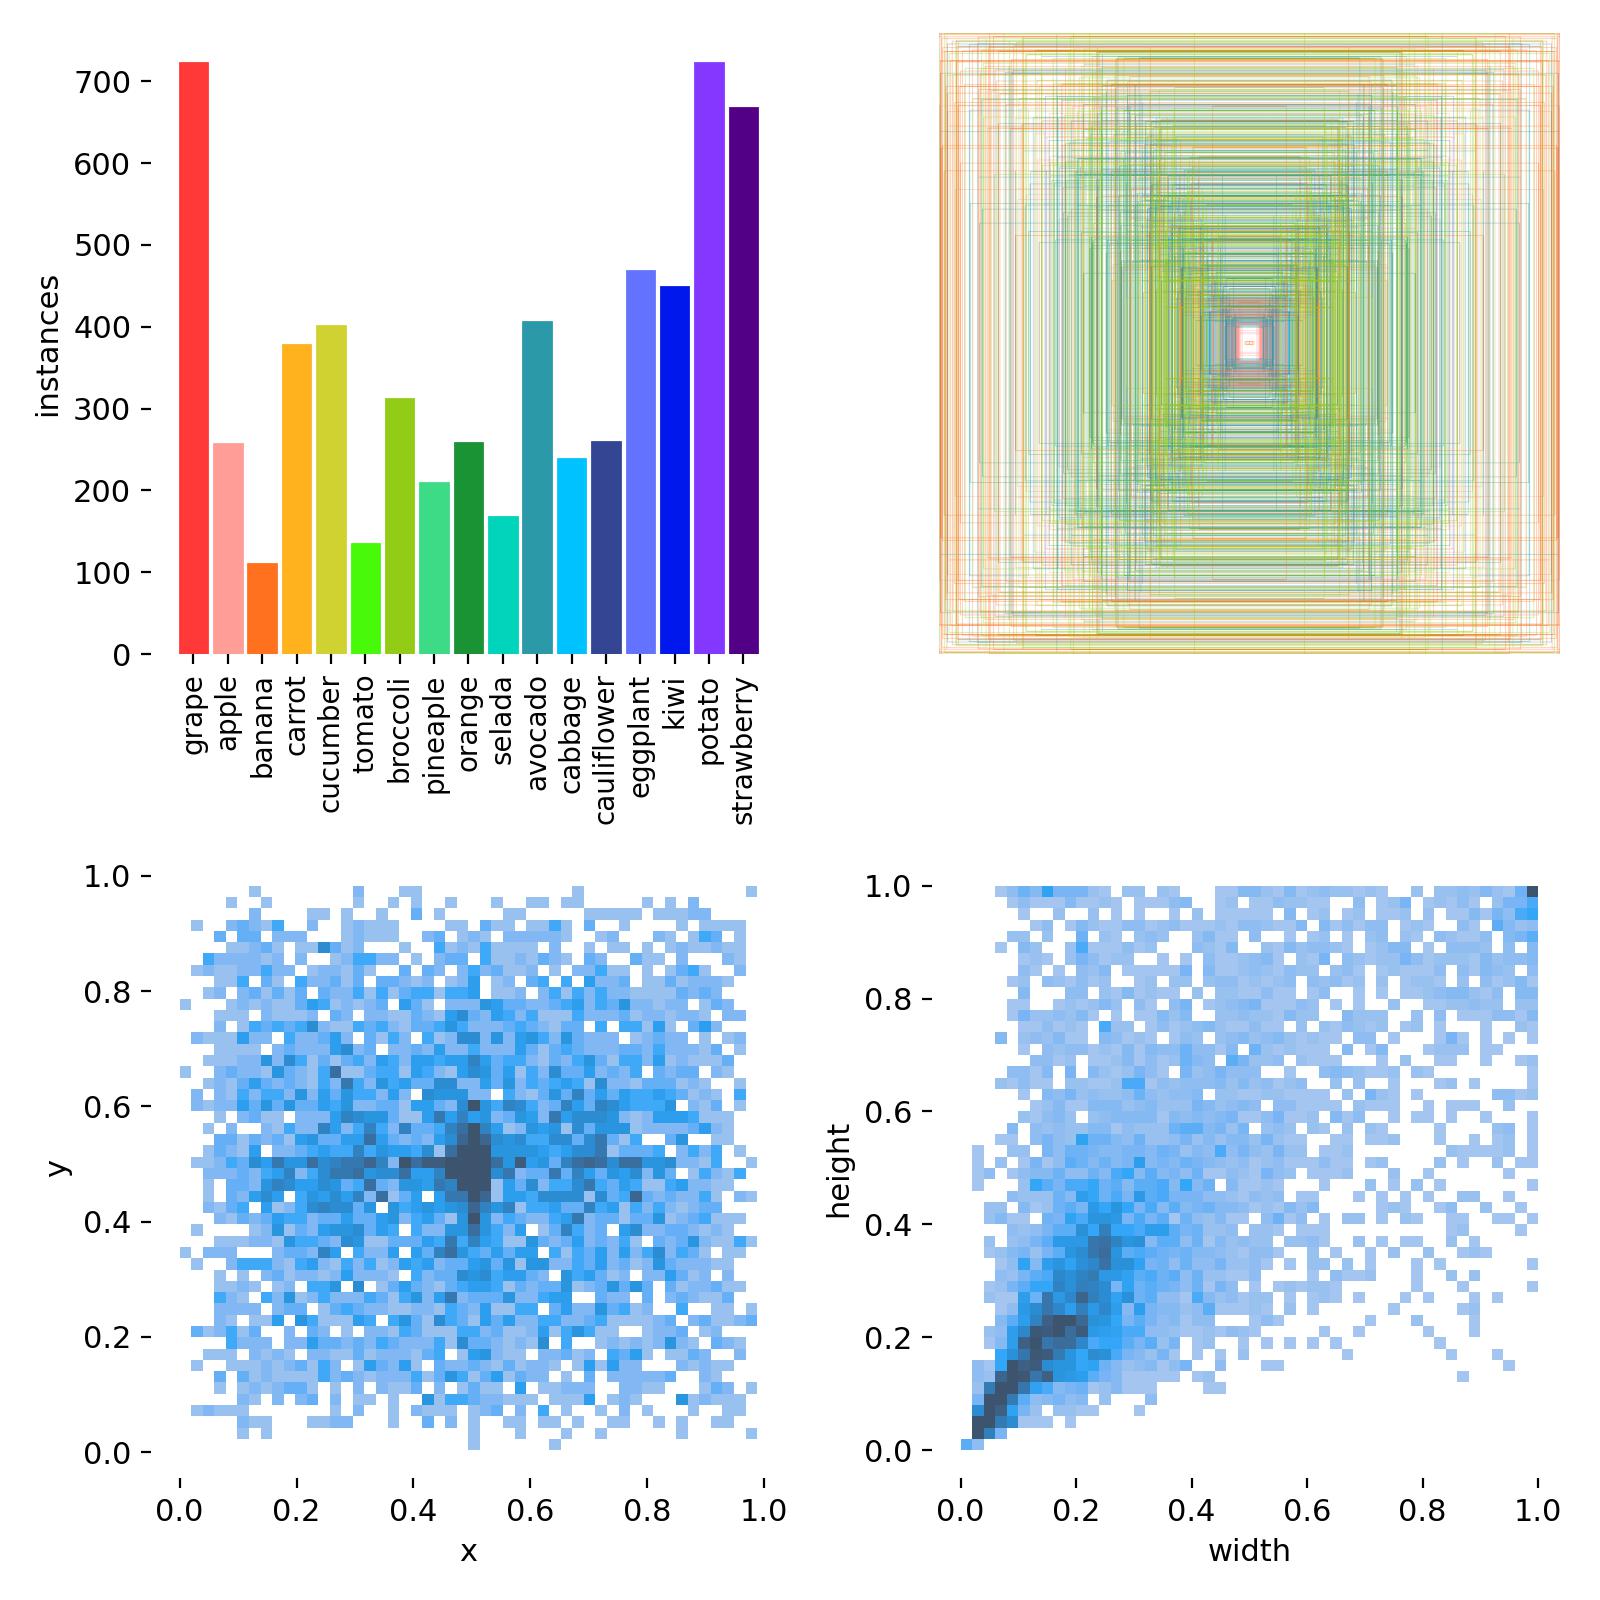 instances
700
600
500
400
300
200
100
0
grape
apple
banana
carrot
cucumber
tomato
broccoli
pineaple
orange
selada
avocado
cabbage
cauliflower
eggplant
kiwi
potato
strawberry
y
1.0
0.8
0.6
0.4
0.2
0.0
0.0 0.2 0.4 0.6 0.8 1.0
x
height
1.0
0.8
0.6
0.4
0.2
0.0
0.0 0.2 0.4 0.6 0.8 1.0
width